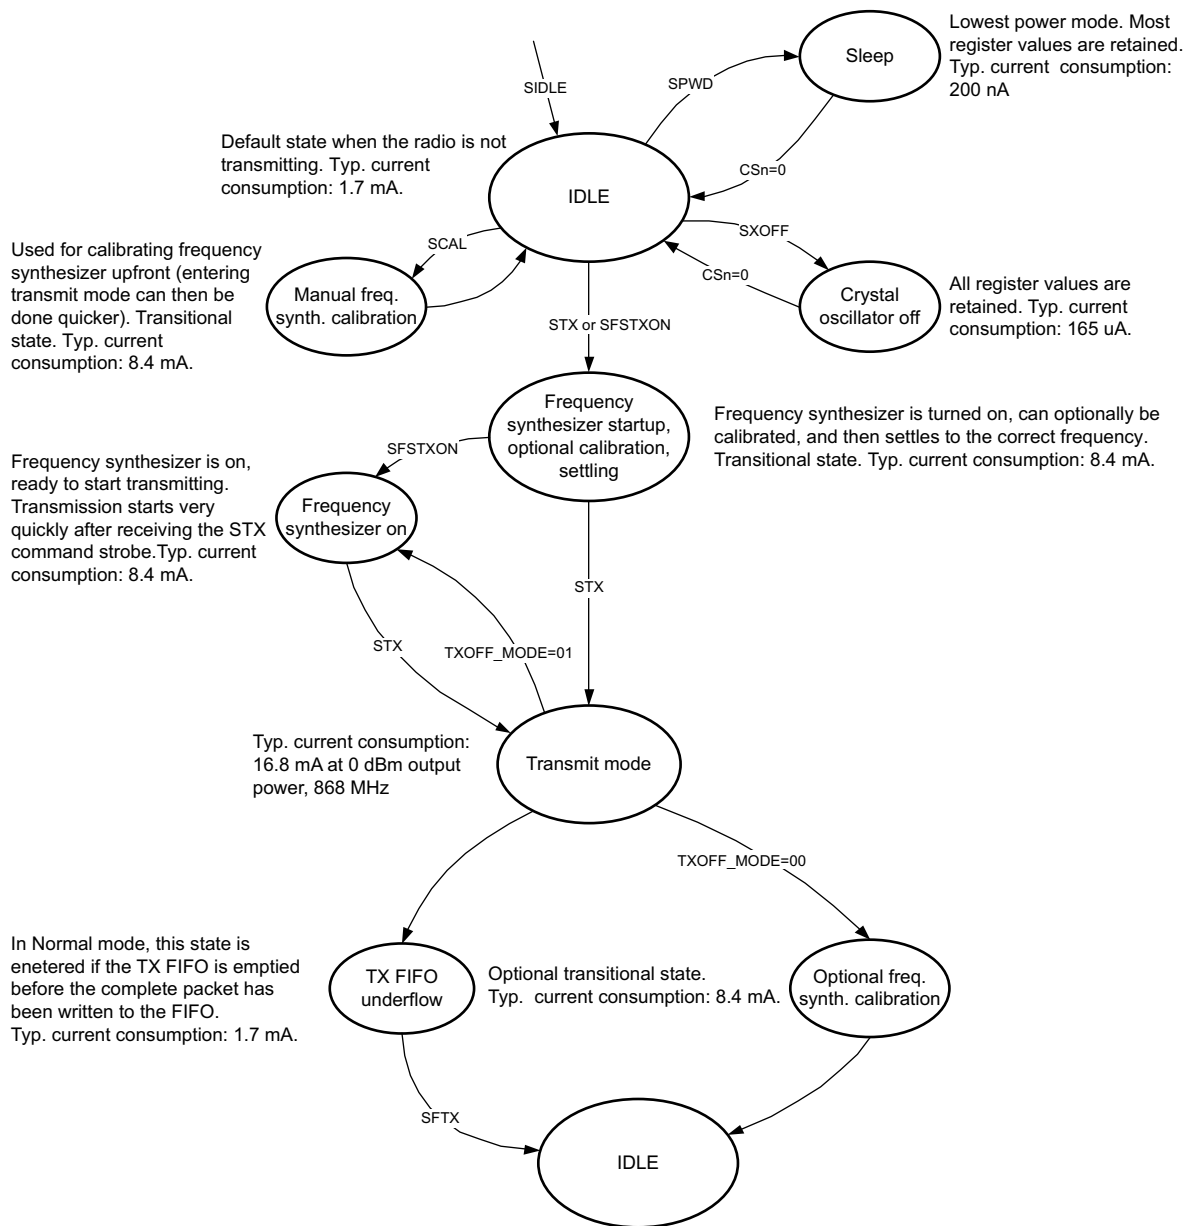 Lowest power mode. Most
register values are retained.
Typ. current consumption:
200 nA
Sleep
SIDLE
SPWD
Default state when the radio is not
transmitting. Typ. current
consumption: 1.7 mA.
CSn=0
IDLE
Used for calibrating frequency
synthesizer upfront (entering
transmit mode can then be
done quicker). Transitional
state. Typ. current
consumption: 8.4 mA.
SCAL
SXOFF
CSn=0
Manual freq.
synth. calibration
Crystal
oscillator off
All register values are
retained. Typ. current
consumption: 165 uA.
STX or SFSTXON
Frequency
synthesizer startup,
optional calibration,
settling
Frequency synthesizer is turned on, can optionally be
calibrated, and then settles to the correct frequency.
Transitional state. Typ. current consumption: 8.4 mA.
SFSTXON
Frequency synthesizer is on,
ready to start transmitting.
Transmission starts very
quickly after receiving the STX
command strobe.Typ. current
consumption: 8.4 mA.
Frequency
synthesizer on
STX
STX
TXOFF_MODE=01
Typ. current consumption:
16.8 mA at 0 dBm output
power, 868 MHz
Transmit mode
TXOFF_MODE=00
In Normal mode, this state is
enetered if the TX FIFO is emptied
before the complete packet has
been written to the FIFO.
Typ. current consumption: 1.7 mA.
TX FIFO
underflow
Optional transitional state.
Typ. current consumption: 8.4 mA.
Optional freq.
synth. calibration
SFTX
IDLE